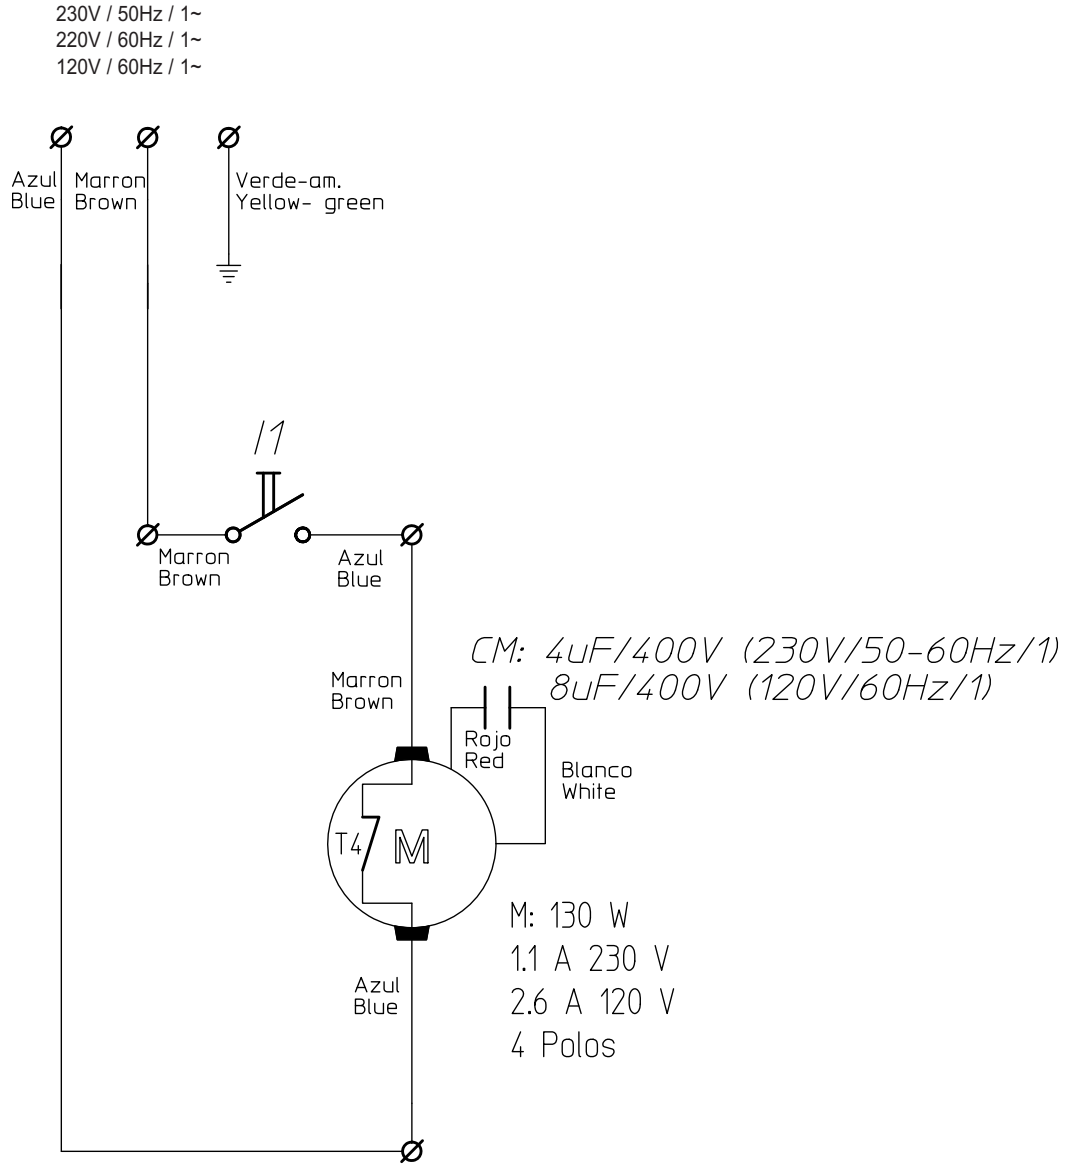 230V / 50Hz / 1~
220V / 60Hz / 1~
120V / 60Hz / 1~
Azul
Blue
Marron
Brown
Verde-am.
Yellow- green
I1
Marron
Brown
Azul
Blue
CM: 4uF/400V (230V/50-60Hz/1)
8uF/400V (120V/60Hz/1)
Marron
Brown
Rojo
Red
Blanco
White
T4
M
M: 130 W
1.1 A 230 V
2.6 A 120 V
4 Polos
Azul
Blue